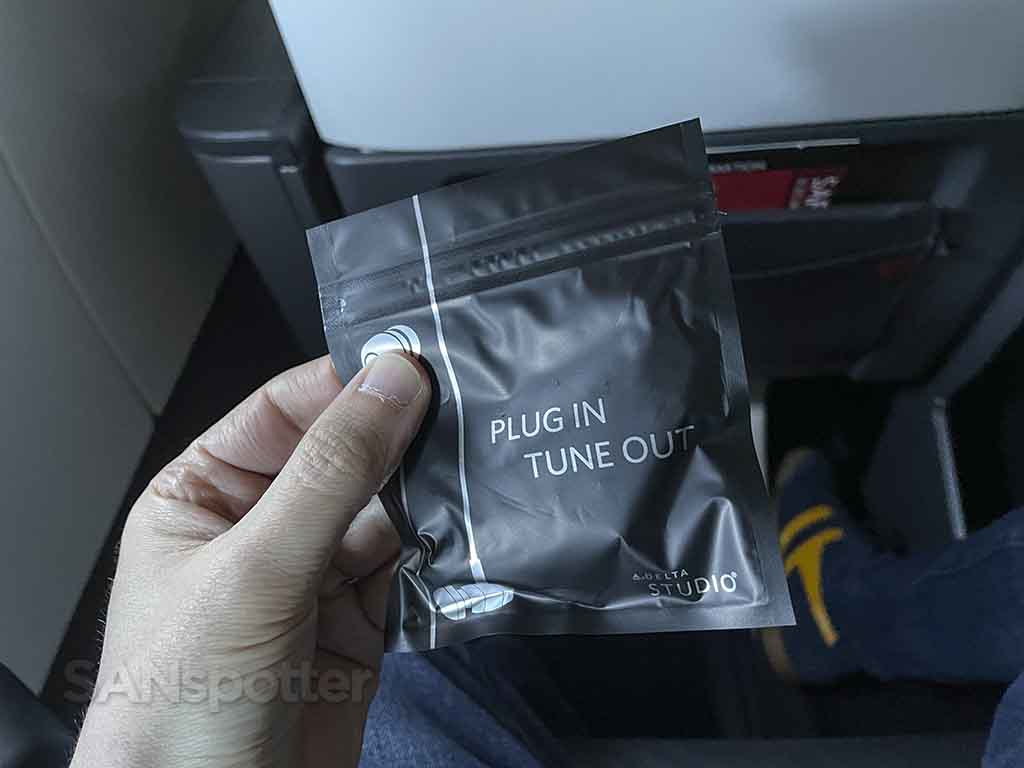 PLUG IN
TUNE OUT
DELTA
STUDIO®
SANspotter